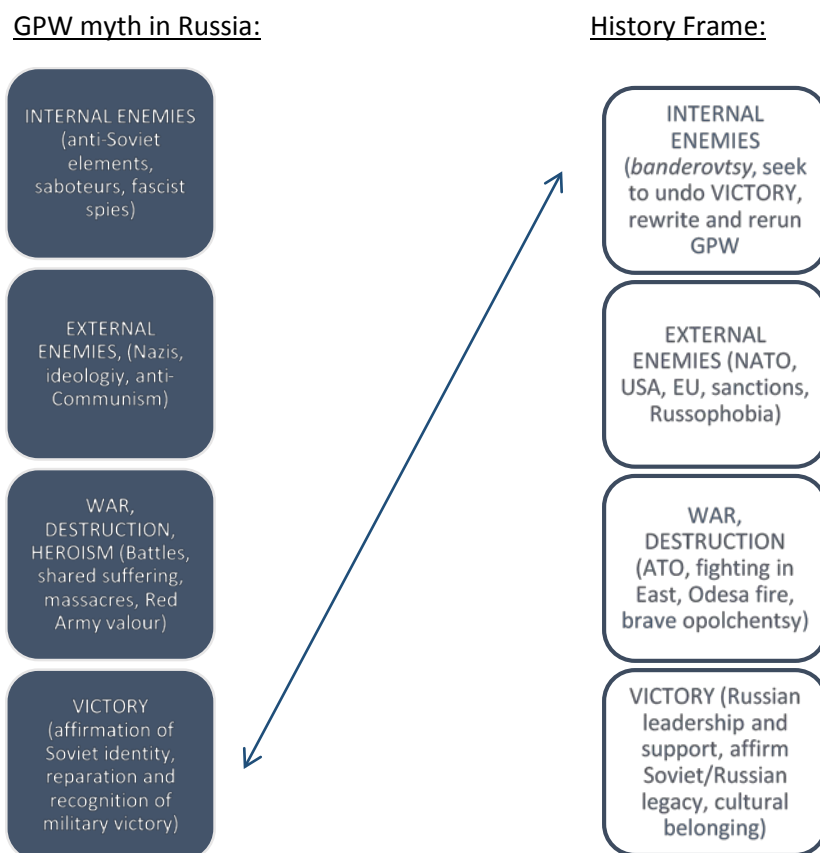 GPW myth in Russia:
INTERNAL ENEMIES
(anti-Soviet
elements,
saboteurs, fascist
spies)
EXTERNAL
ENEMIES, (Nazis,
ideologiy, anti-
Communism)
WAR,
DESTRUCTION,
HEROISM (Battles,
shared suffering,
massacres, Red
Army valour)
VICTORY
(affirmation of
Soviet identity,
reparation and
recognition of
military victory)
History Frame:
INTERNAL
ENEMIES
(banderovtsy, seek
to undo VICTORY,
rewrite and rerun
GPW
EXTERNAL
ENEMIES (NATO,
USA, EU, sanctions,
Russophobia)
WAR,
DESTRUCTION
(ATO, fighting in
East, Odesa fire,
brave opolchentsy)
VICTORY (Russian
leadership and
support, affirm
Soviet/Russian
legacy, cultural
belonging)